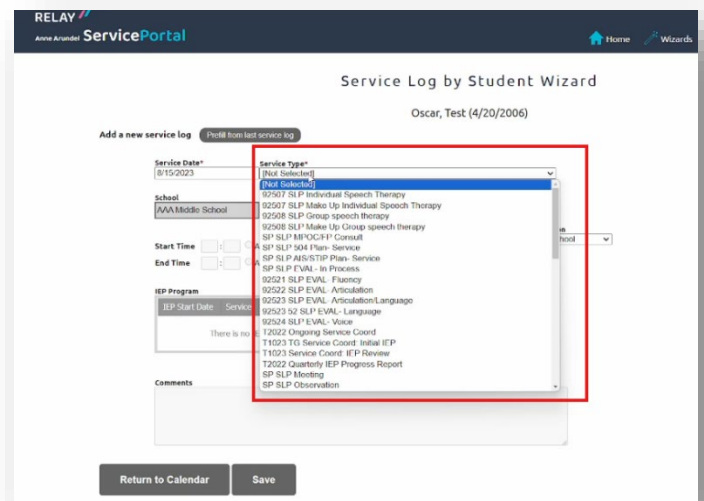 RELAY
Anne Arundel ServicePortal
Home
Wizards
Service Log by Student Wizard
Oscar, Test (4/20/2006)
Add a new service log
Prefill from last service log
Service Date*
Service Type*
8/15/2023
[Not Selected]
[Not Selected]
92507 SLP Individual Speech Therapy
92507 SLP Make Up Individual Speech Therapy
92508 SLP Group speech therapy
92508 SLP Make Up Group speech therapy
SP SLP MPOC/FP Consult
SP SLP 504 Plan- Service
SP SLP AIS/STIP Plan- Service
SP SLP EVAL- In Process
92521 SLP EVAL- Fluency
92522 SLP EVAL- Articulation
92523 SLP EVAL- Articulation/Language
92523 52 SLP EVAL- Language
92524 SLP EVAL- Voice
T2022 Ongoing Service Coord
T1023 TG Service Coord: Initial IEP
T1023 Service Coord: IEP Review
T2022 Quarterly IEP Progress Report
SP SLP Meeting
SP SLP Observation
School
AAA Middle School
on
hool
Start Time : A
End Time : A
IEP Program
IEP Start Date Service
There is no
Comments
Return to Calendar
Save